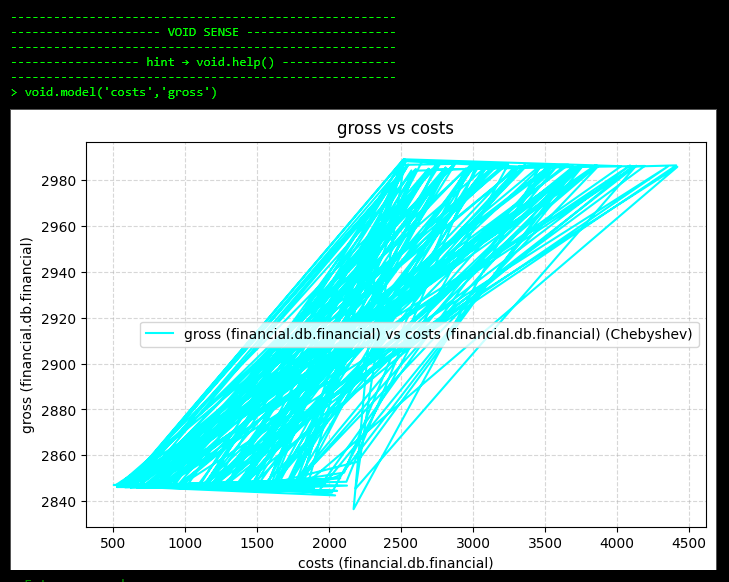 -----------------------------------------------------
--------------------- VOID SENSE ---------------------
-----------------------------------------------------
------------------ hint → void.help() ----------------
-----------------------------------------------------
> void.model('costs','gross')
gross vs costs
gross (financial.db.financial)
2980
2960
2940
2920
2900
2880
2860
2840
gross (financial.db.financial) vs costs (financial.db.financial) (Chebyshev)
500 1000 1500 2000 2500 3000 3500 4000 4500
costs (financial.db.financial)